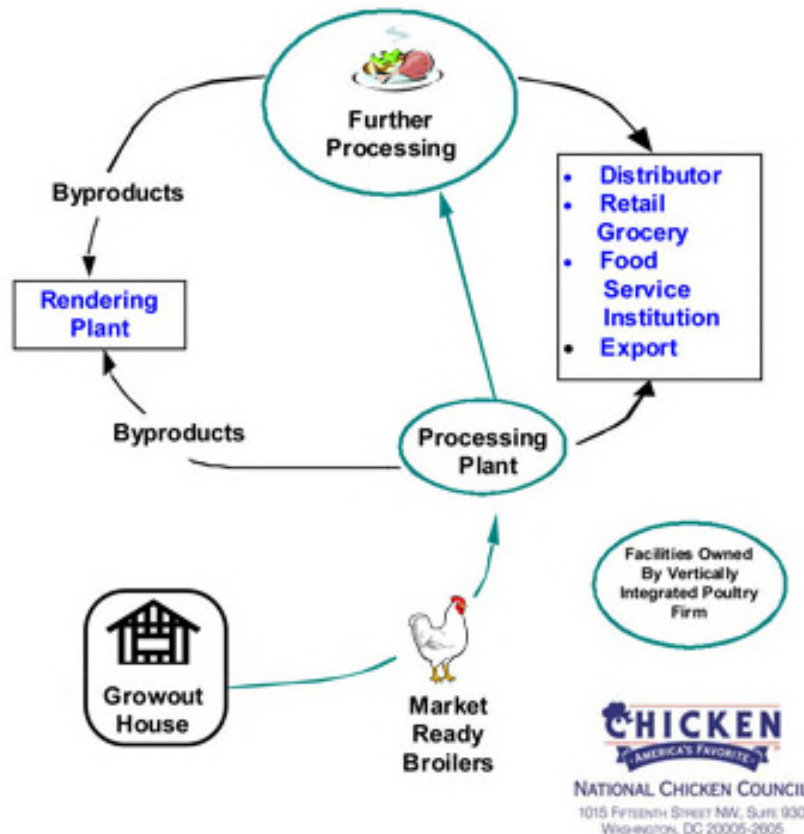 Further
Processing
Byproducts
• Distributor
• Retail
Grocery
• Food
Service
Institution
• Export
Rendering
Plant
Byproducts
Processing
Plant
Facilities Owned
By Vertically
Integrated Poultry
Firm
Growout
House
Market
Ready
Broilers
CHICKEN
AMERICA'S FAVORITE
NATIONAL CHICKEN COUNCIL
1015 FIFTEENTH STREET NW, SUITE 930
WASHINGTON, DC 20005-2605